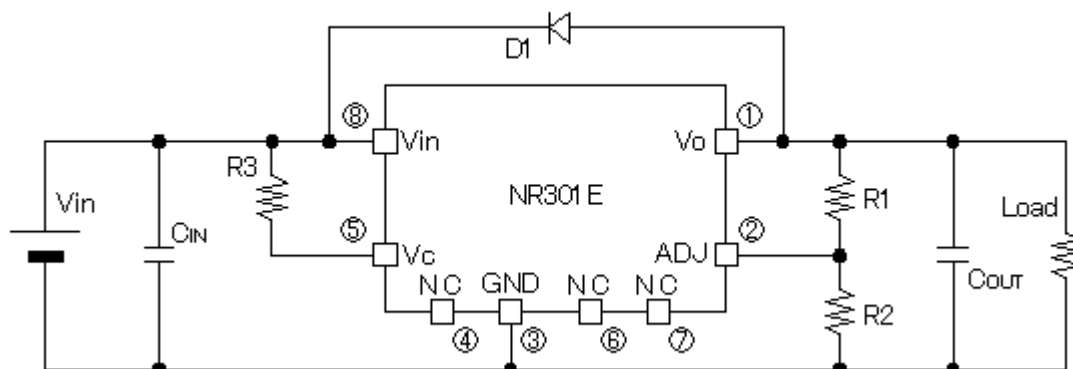 D1
⑧ ①
Vin Vo
R3
NR301E
R1
Vin
CIN
Load
⑤ ②
Vc ADJ
COUT
NC GND NC NC
R2
④ ③ ⑥ ⑦